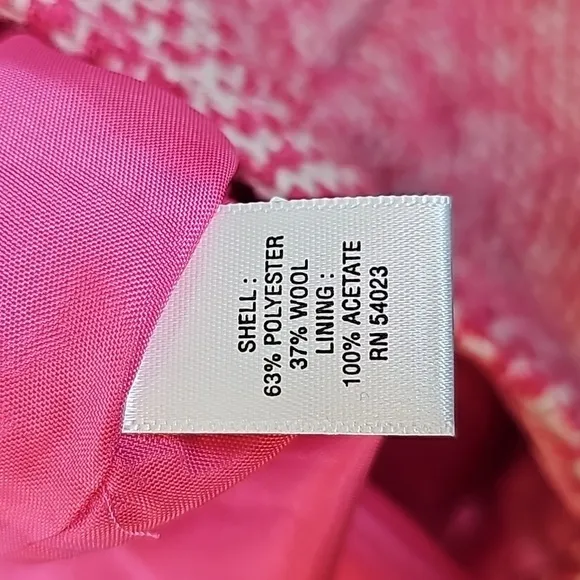 SHELL :
63% POLYESTER
37% WOOL
LINING :
100% ACETATE
RN 54023